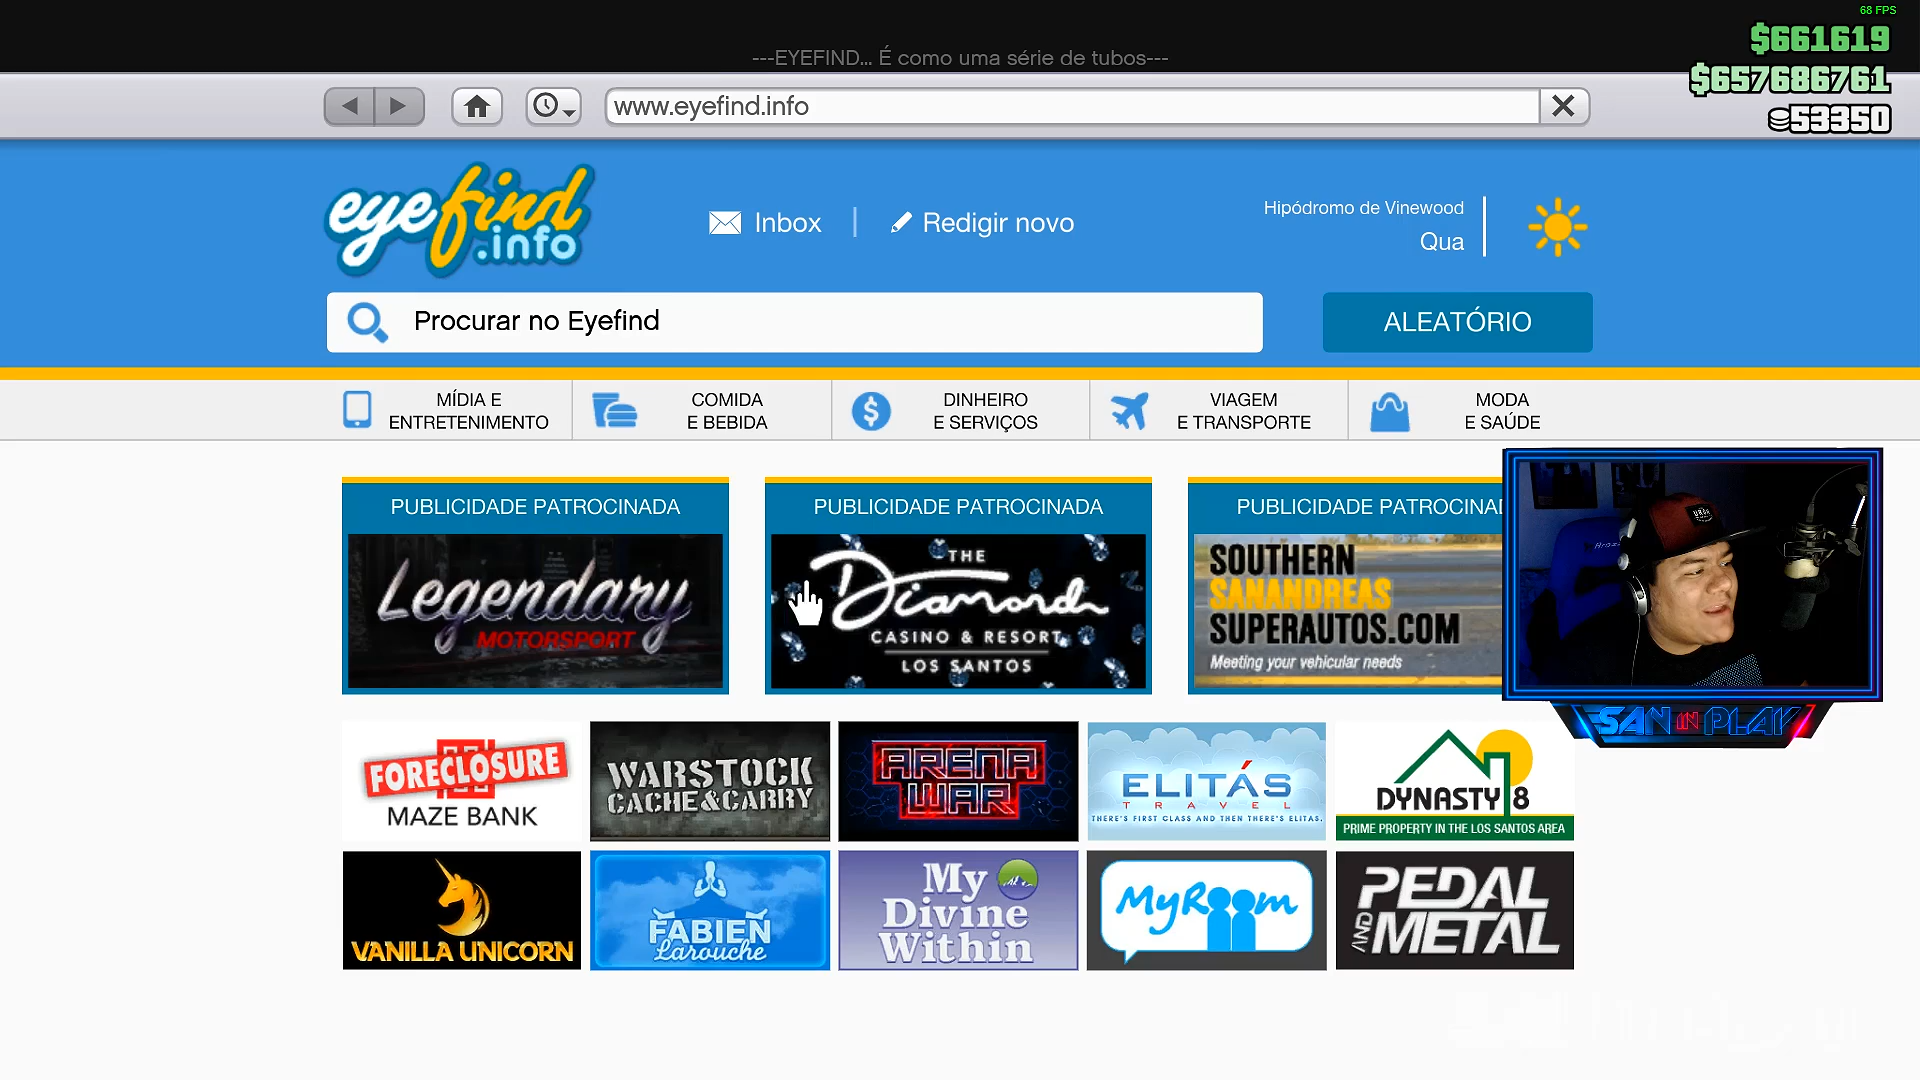 68 FPS
$661619
---EYEFIND... É como uma série de tubos---
$657686761
www.eyefind.info
53350
eyefind
.info
Inbox
Redigir novo
Hipódromo de Vinewood
Qua
Procurar no Eyefind
ALEATÓRIO
MÍDIA E
ENTRETENIMENTO
COMIDA
E BEBIDA
DINHEIRO
E SERVIÇOS
VIAGEM
E TRANSPORTE
MODA
E SAÚDE
PUBLICIDADE PATROCINADA
Legendary
MOTORSPORT
PUBLICIDADE PATROCINADA
THE
Diamond
CASINO & RESORT
LOS SANTOS
PUBLICIDADE PATROCINAD
SOUTHERN
SANANDREAS
SUPERAUTOS.COM
Meeting your vehicular needs
SAN IN PLAY
FORECLOSURE
MAZE BANK
WARSTOCK
CACHE&CARRY
ARENA
WAR
ELITÁS
TRAVEL
THERE'S FIRST CLASS AND THEN THERE'S ELITAS.
DYNASTY 8
PRIME PROPERTY IN THE LOS SANTOS AREA
VANILLA UNICORN
FABIEN
Larouche
My
Divine
Within
MyRoom
PEDAL
AND
METAL